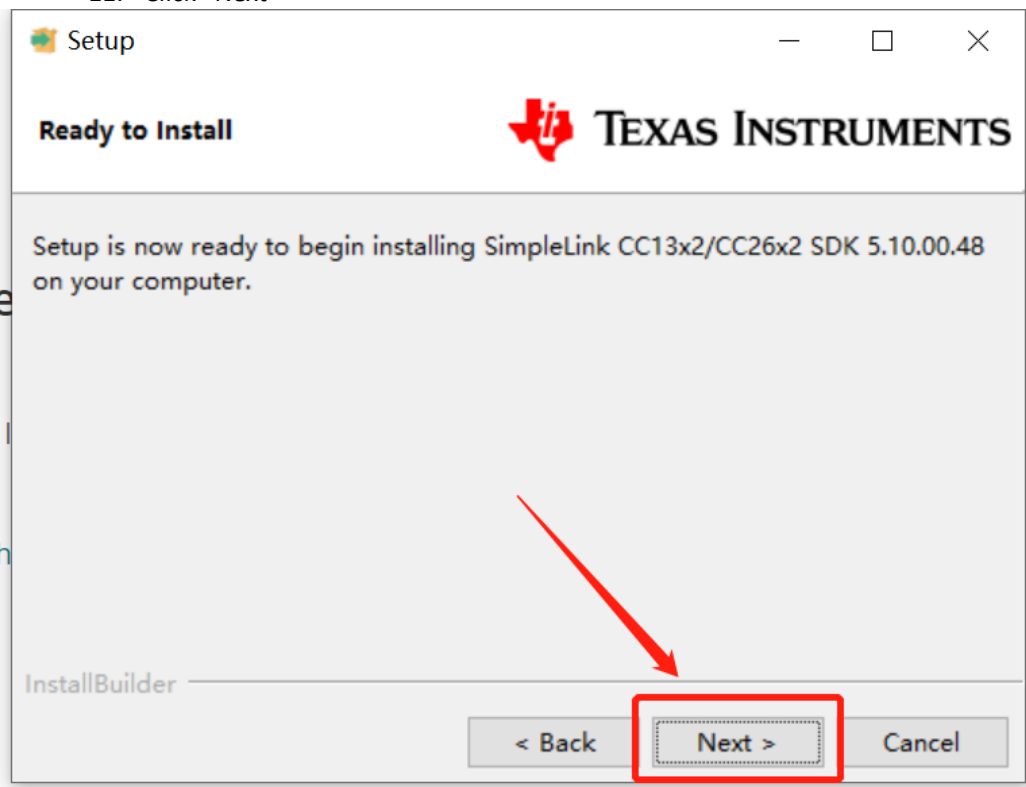 Setup
Ready to Install
TEXAS INSTRUMENTS
Setup is now ready to begin installing SimpleLink CC13x2/CC26x2 SDK 5.10.00.48
on your computer.
InstallBuilder
< Back
Next >
Cancel